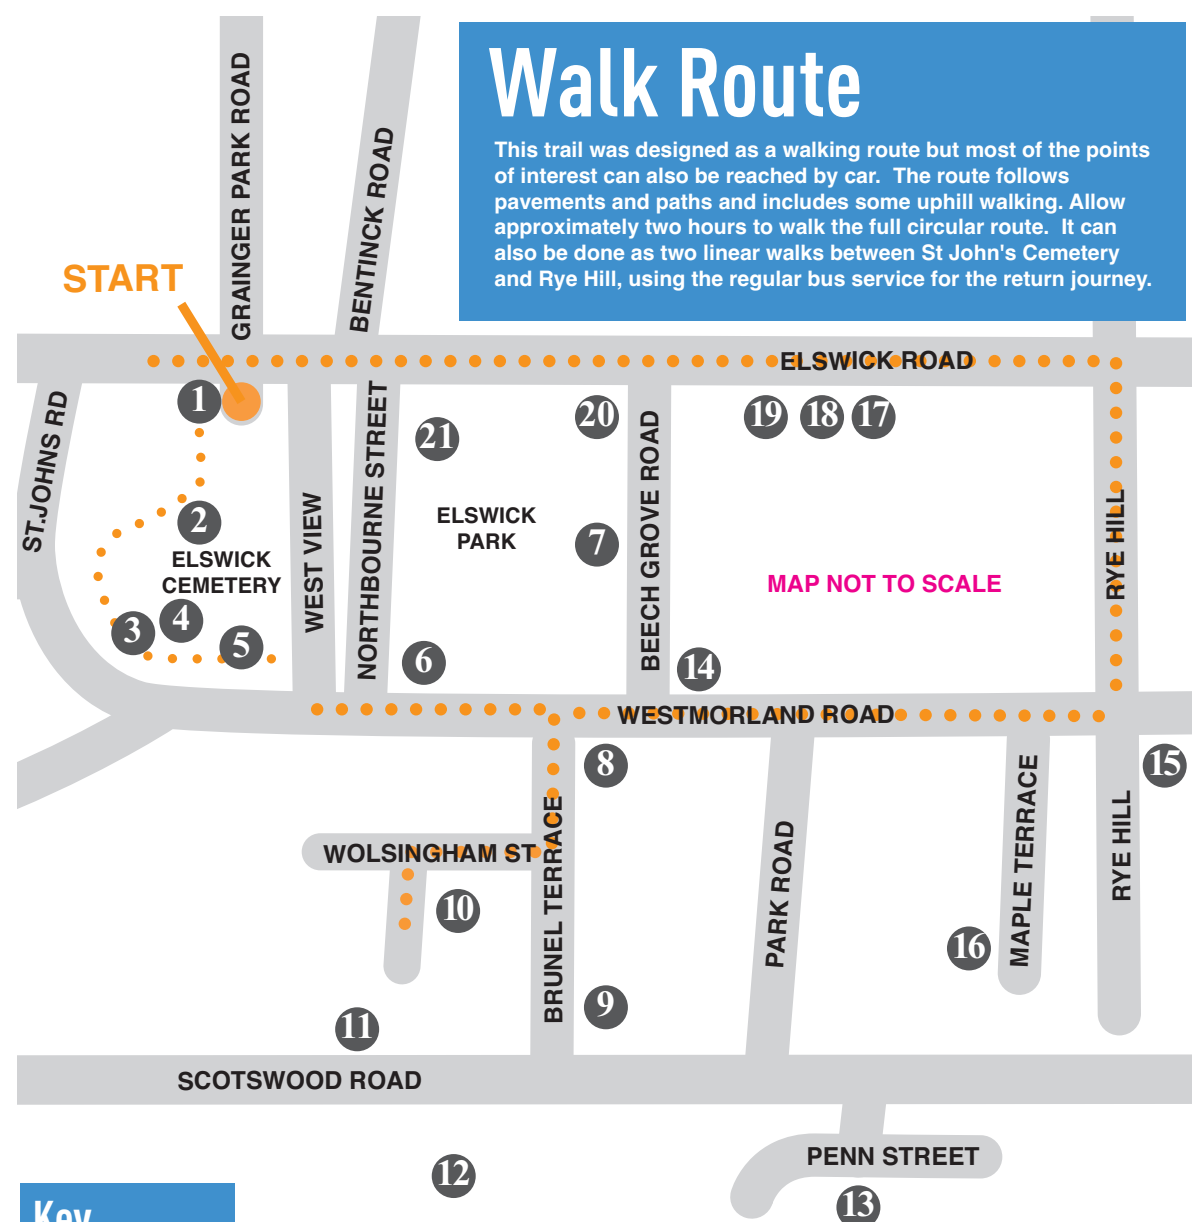 Walk Route
This trail was designed as a walking route but most of the points
of interest can also be reached by car.  The route follows
pavements and paths and includes some uphill walking. Allow
approximately two hours to walk the full circular route.  It can
also be done as two linear walks between St John's Cemetery
and Rye Hill, using the regular bus service for the return journey.
GRAINGER PARK ROAD
BENTINCK ROAD
START
ELSWICK ROAD
ST.JOHNS RD
1
20
19
18
17
21
NORTHBOURNE STREET
BEECH GROVE ROAD
WEST VIEW
RYE HILL
2
ELSWICK
PARK
7
ELSWICK
CEMETERY
MAP NOT TO SCALE
3
4
5
6
14
WESTMORLAND ROAD
8
15
BRUNEL TERRACE
MAPLE TERRACE
RYE HILL
PARK ROAD
WOLSINGHAM ST
10
16
9
11
SCOTSWOOD ROAD
PENN STREET
12
13
Key